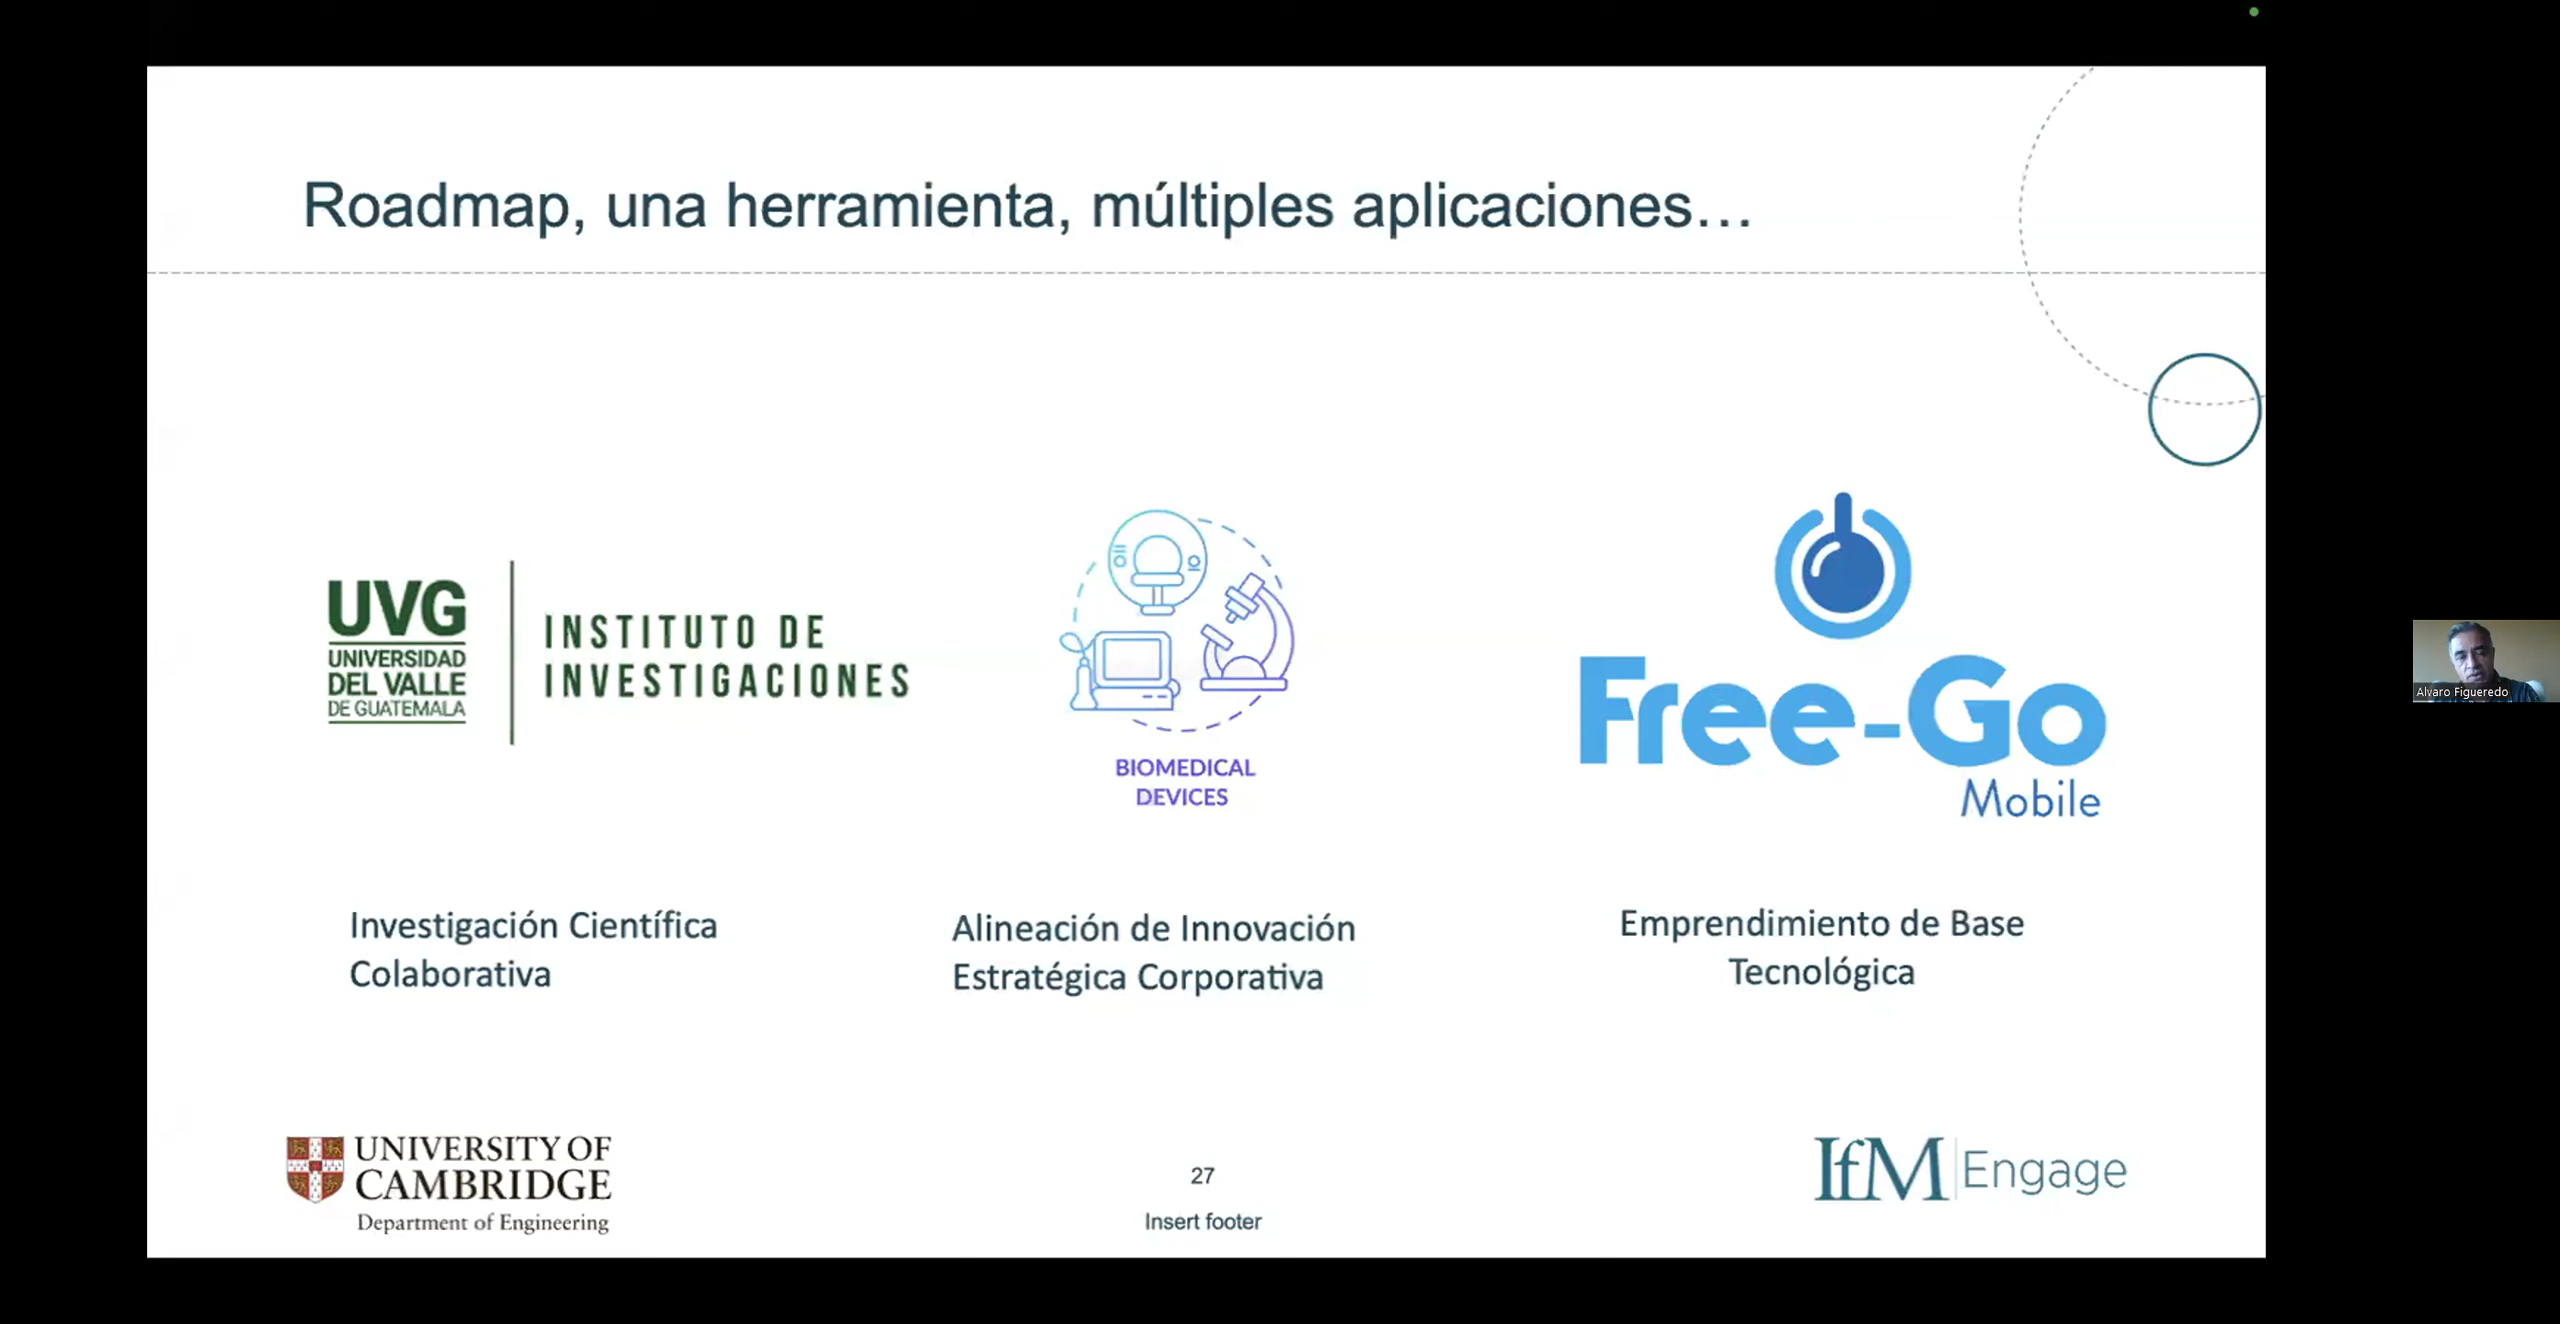 Roadmap, una herramienta, múltiples aplicaciones…
UVG
UNIVERSIDAD
DEL VALLE
DE GUATEMALA
INSTITUTO DE
INVESTIGACIONES
BIOMEDICAL
DEVICES
Free-Go
Mobile
Investigación Científica
Colaborativa
Alineación de Innovación
Estratégica Corporativa
Emprendimiento de Base
Tecnológica
Alvaro Figueredo
UNIVERSITY OF
CAMBRIDGE
Department of Engineering
27
Insert footer
IfM Engage